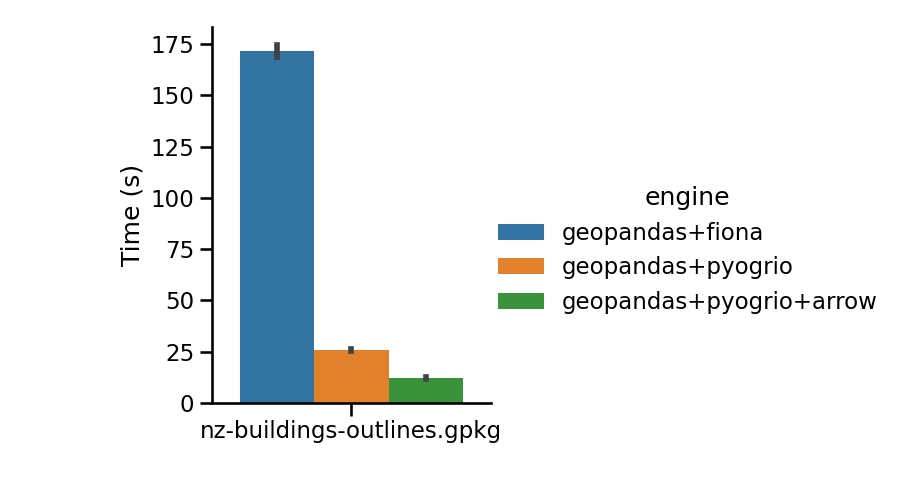 175
150
125
100
75
50
25
0
Time (s)
nz-buildings-outlines.gpkg
engine
geopandas+fiona
geopandas+pyogrio
geopandas+pyogrio+arrow